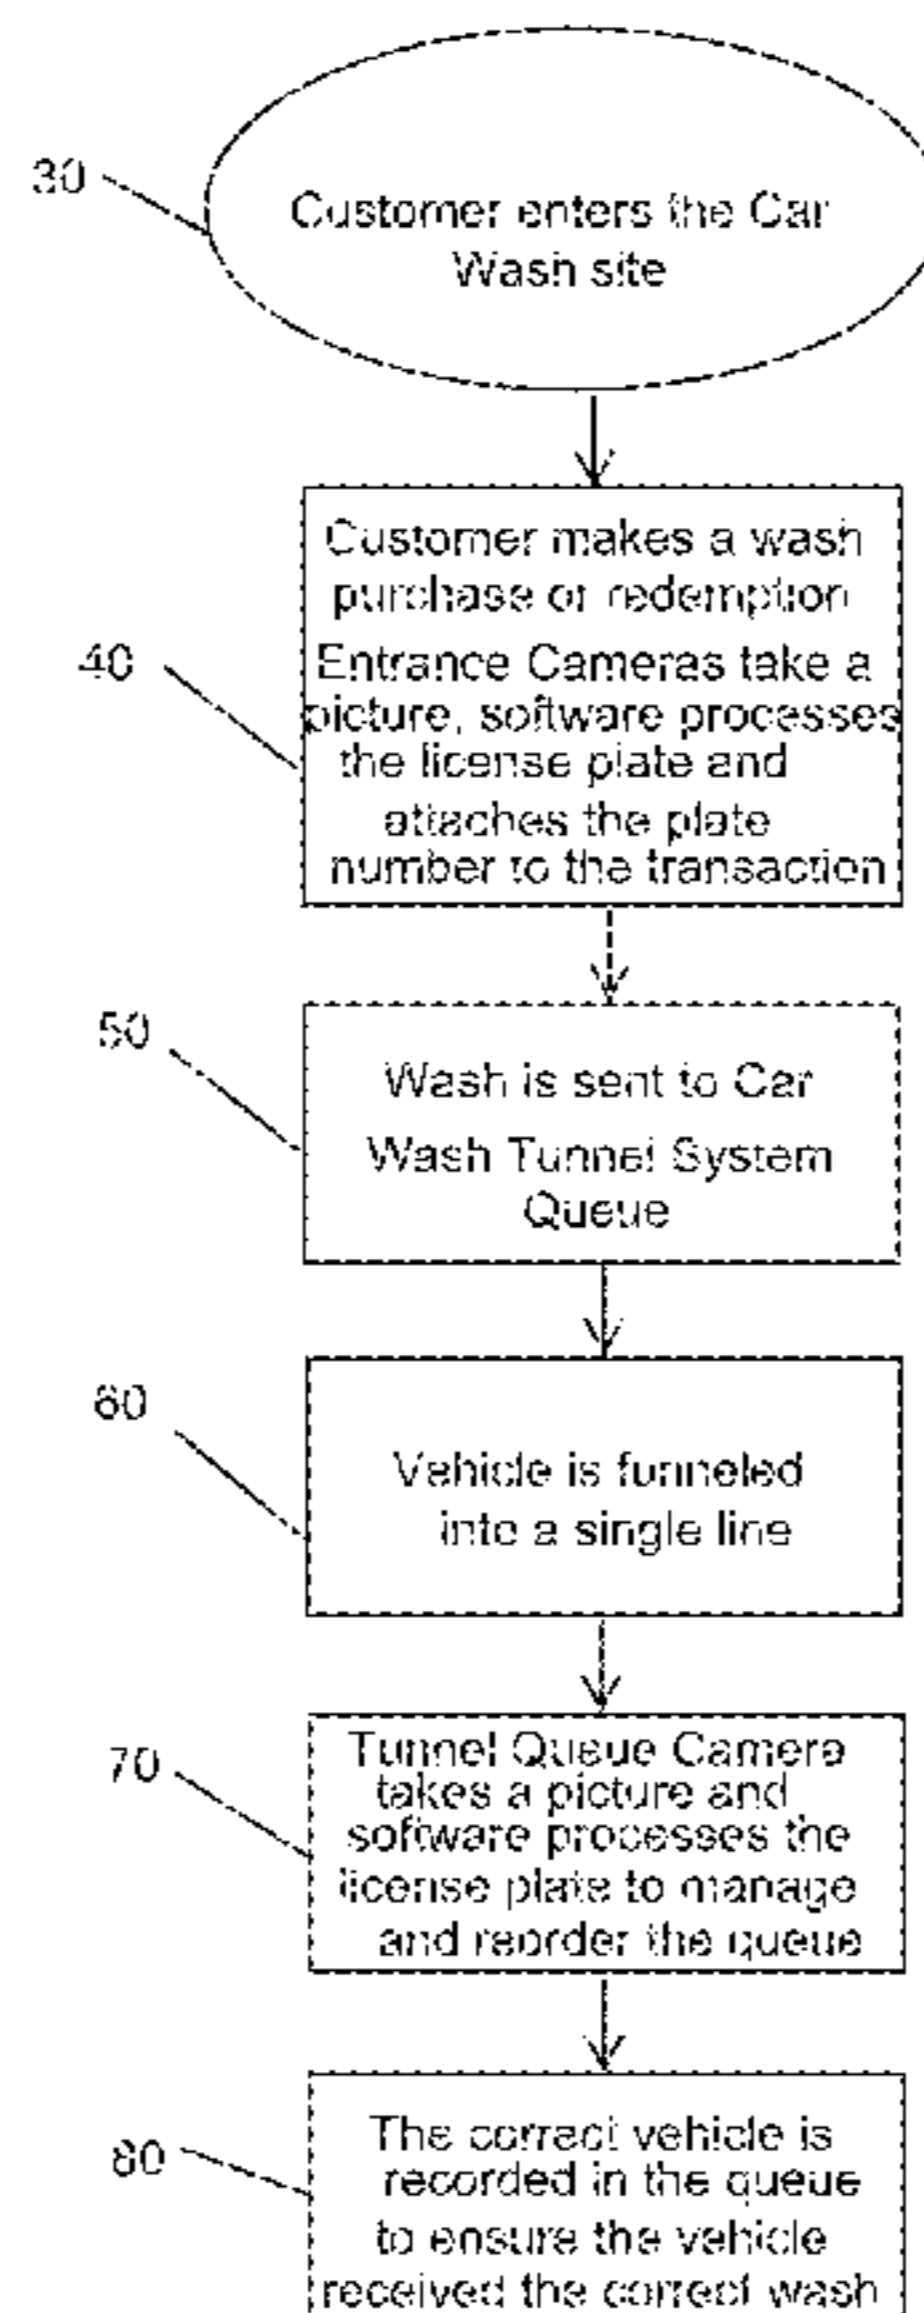 30
Customer enters the Car
Wash site
Customer makes a wash
purchase or redemption
40
Entrance Cameras take a
picture, software processes
the license plate and
attaches the plate
number to the transaction
50
Wash is sent to Car
Wash Tunnel System
Queue
60
Vehicle is funneled
into a single line
70
Tunnel Queue Camera
takes a picture and
software processes the
license plate to manage
and reorder the queue
80
The correct vehicle is
recorded in the queue
to ensure the vehicle
received the correct wash